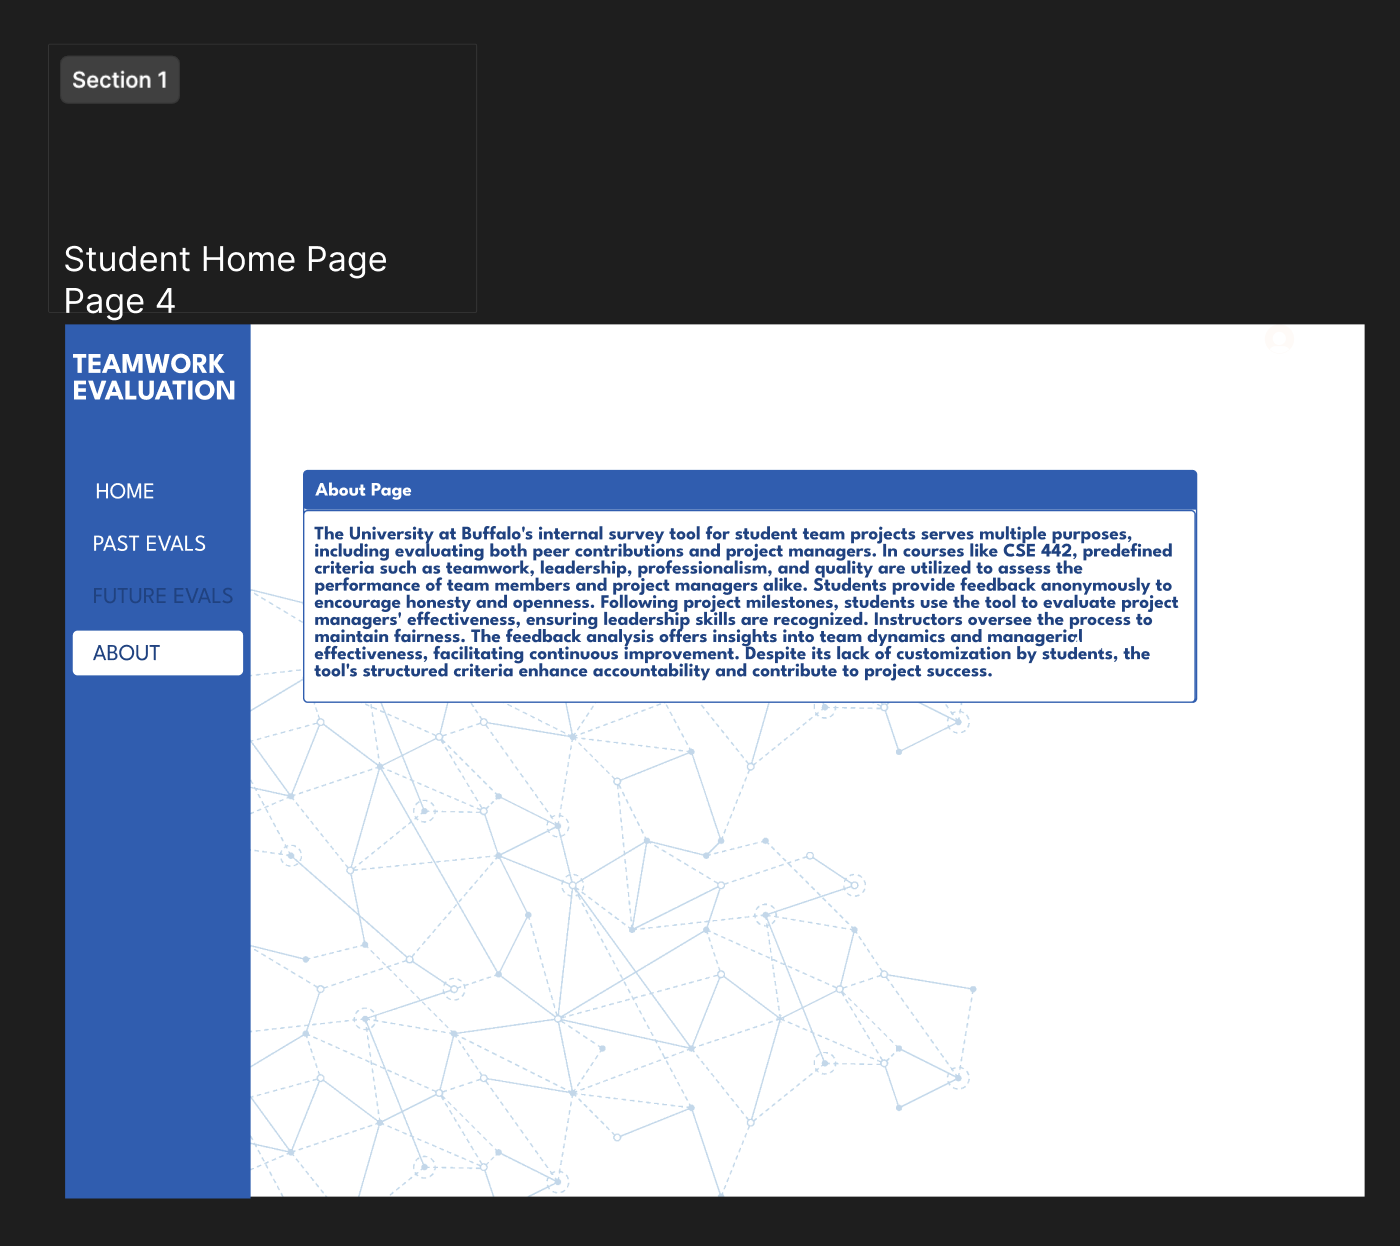 Section 1
Student Home Page
Page 4
TEAMWORK
EVALUATION
HOME
PAST EVALS
FUTURE EVALS
ABOUT
About Page
The University at Buffalo's internal survey tool for student team projects serves multiple purposes,
including evaluating both peer contributions and project managers. In courses like CSE 442, predefined
criteria such as teamwork, leadership, professionalism, and quality are utilized to assess the
performance of team members and project managers alike. Students provide feedback anonymously to
encourage honesty and openness. Following project milestones, students use the tool to evaluate project
managers' effectiveness, ensuring leadership skills are recognized. Instructors oversee the process to
maintain fairness. The feedback analysis offers insights into team dynamics and managerial
effectiveness, facilitating continuous improvement. Despite its lack of customization by students, the
tool's structured criteria enhance accountability and contribute to project success.